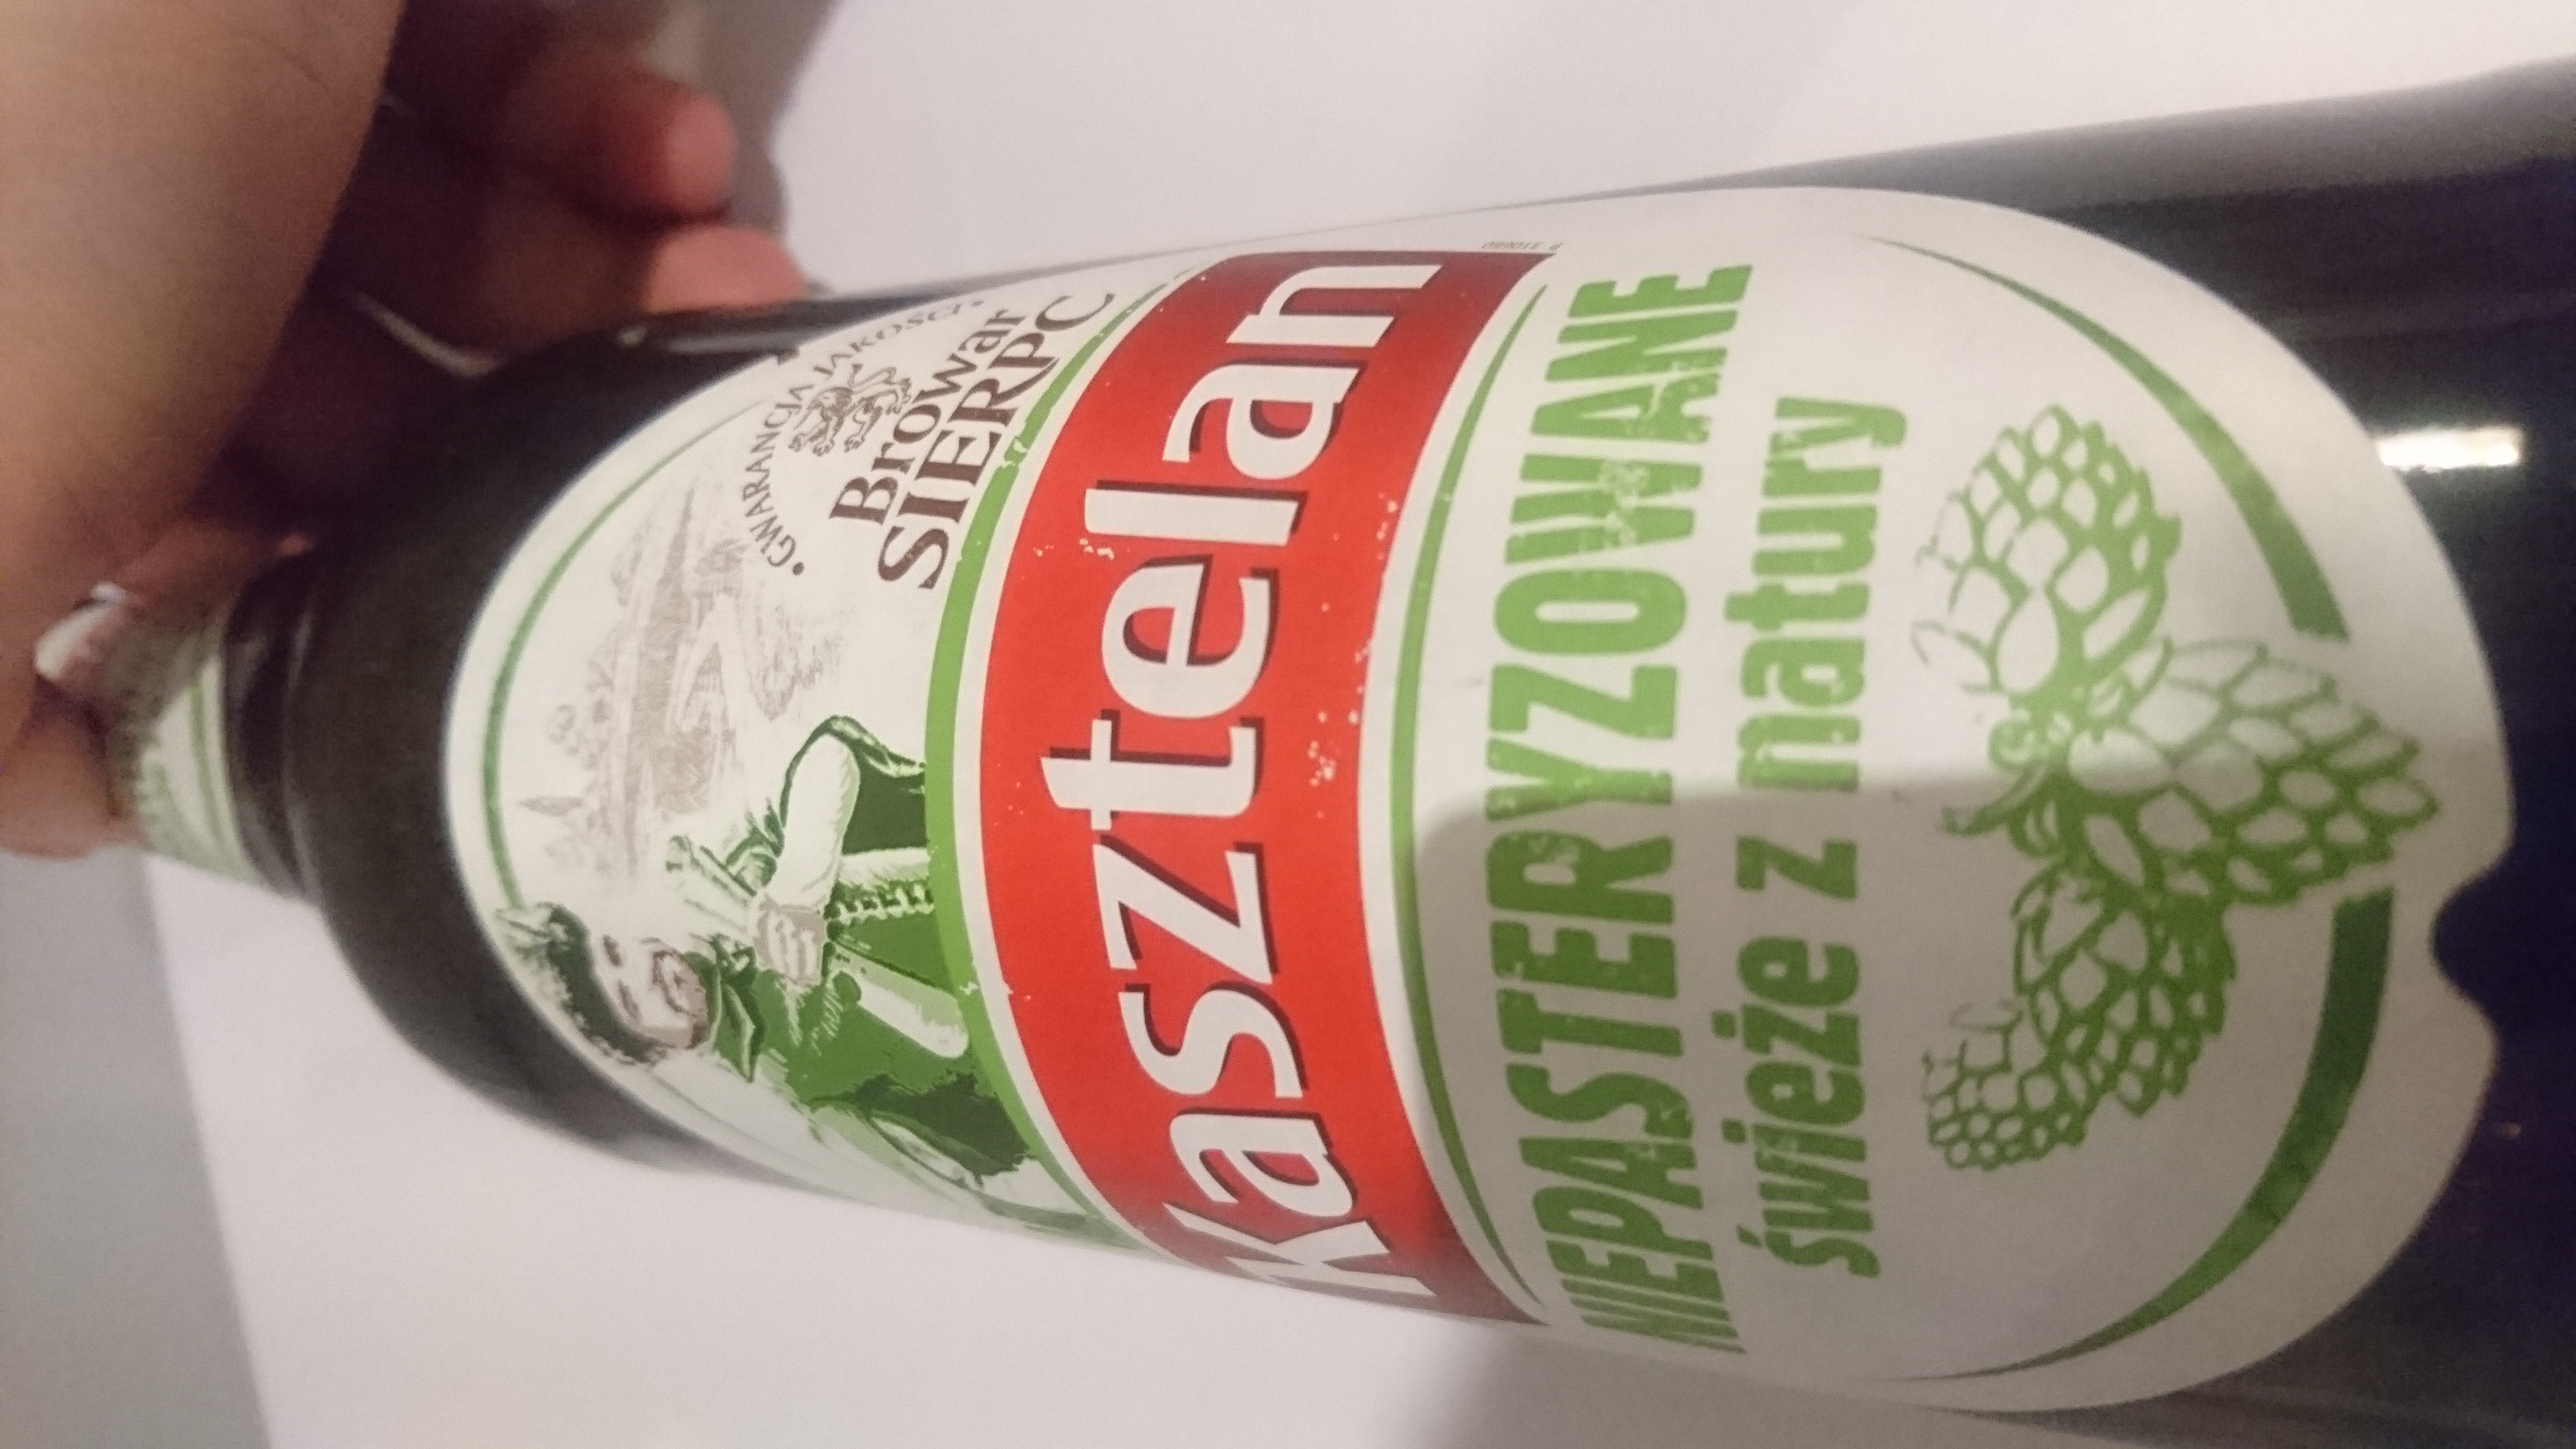 • GWARANCJA JAKOŚCI •
Browar
SIERPC
Kasztelan
NIEPASTERYZOWANE
świeże z natury